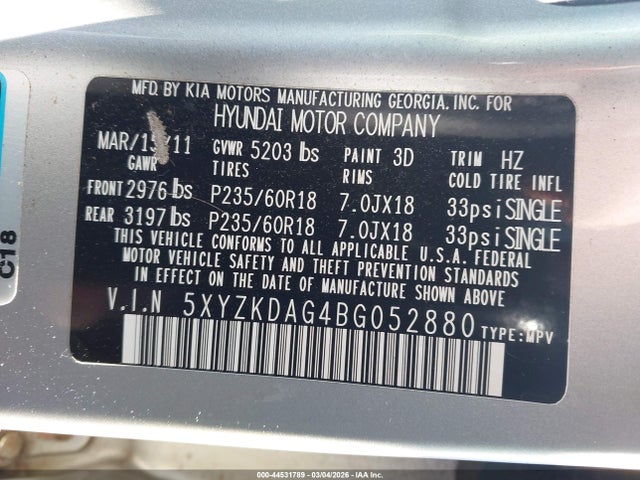 MFD. BY KIA MOTORS MANUFACTURING GEORGIA. INC. FOR
HYUNDAI MOTOR COMPANY
MAR/15/11 GVWR 5203 lbs PAINT 3D TRIM HZ
GAWR TIRES RIMS COLD TIRE INFL
FRONT 2976 lbs P235/60R18 7.0JX18 33psi SINGLE
REAR 3197 lbs P235/60R18 7.0JX18 33psi SINGLE
THIS VEHICLE CONFORMS TO ALL APPLICABLE U.S.A. FEDERAL
MOTOR VEHICLE SAFETY AND THEFT PREVENTION STANDARDS
IN EFFECT ON THE DATE OF MANUFACTURE SHOWN ABOVE
V.I.N 5XYZKDAG4BG052880 TYPE:MPV
C18
000-44531789 - 03/04/2026 - IAA Inc.